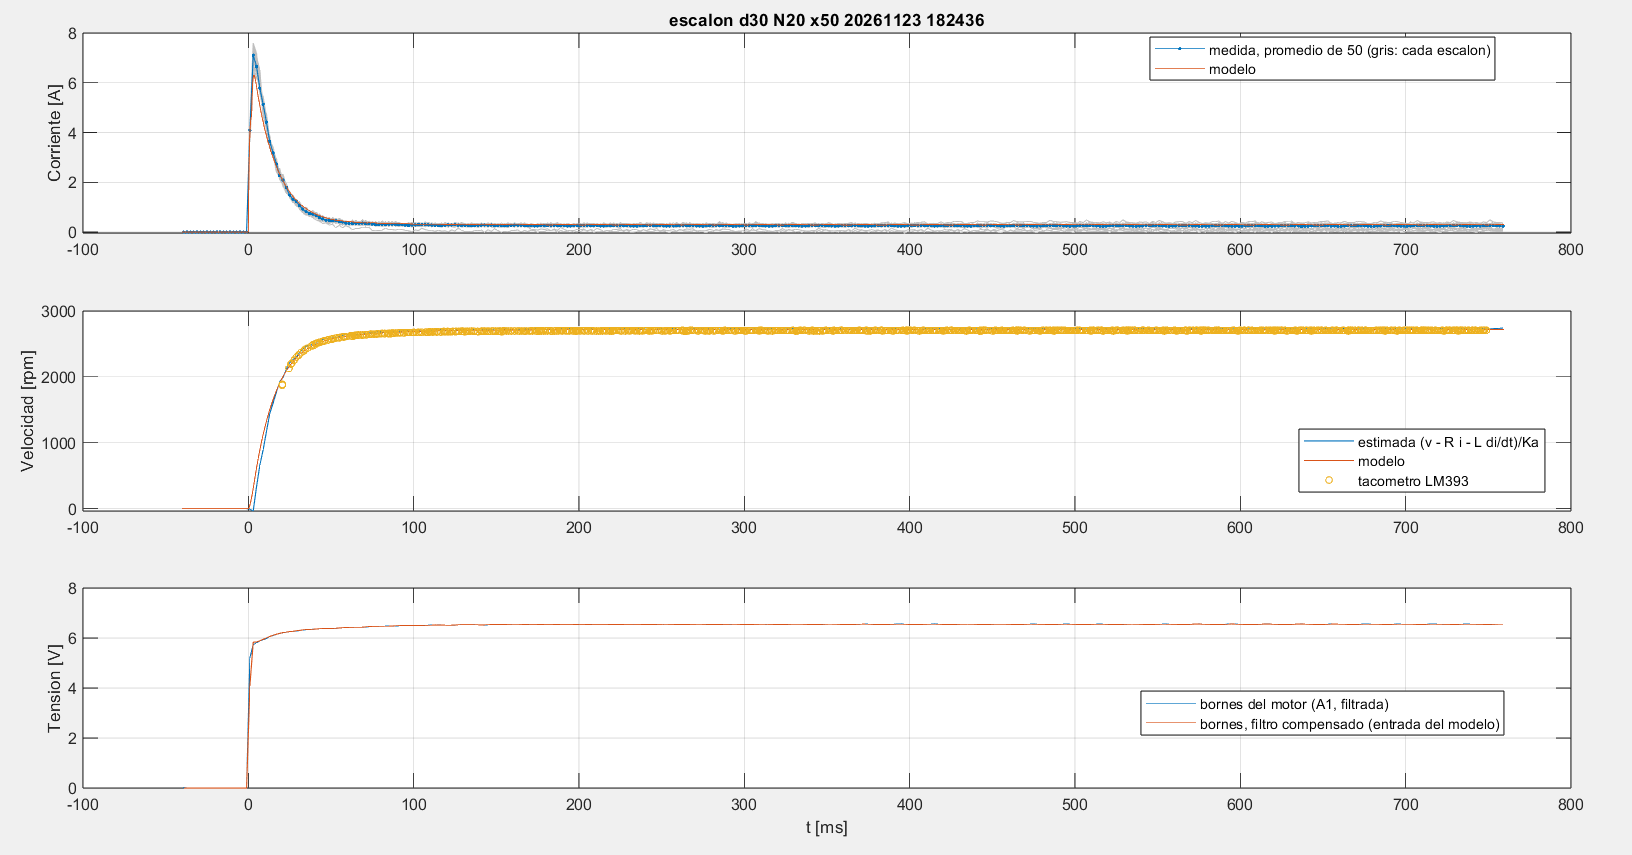 escalon d30 N20 x50 20261123 182436
Corriente [A]
8
6
4
2
0
medida, promedio de 50 (gris: cada escalon)
modelo
-100 0 100 200 300 400 500 600 700 800
Velocidad [rpm]
3000
2000
1000
0
estimada (v - R i - L di/dt)/Ka
modelo
tacometro LM393
-100 0 100 200 300 400 500 600 700 800
Tension [V]
8
6
4
2
0
bornes del motor (A1, filtrada)
bornes, filtro compensado (entrada del modelo)
-100 0 100 200 300 400 500 600 700 800
t [ms]